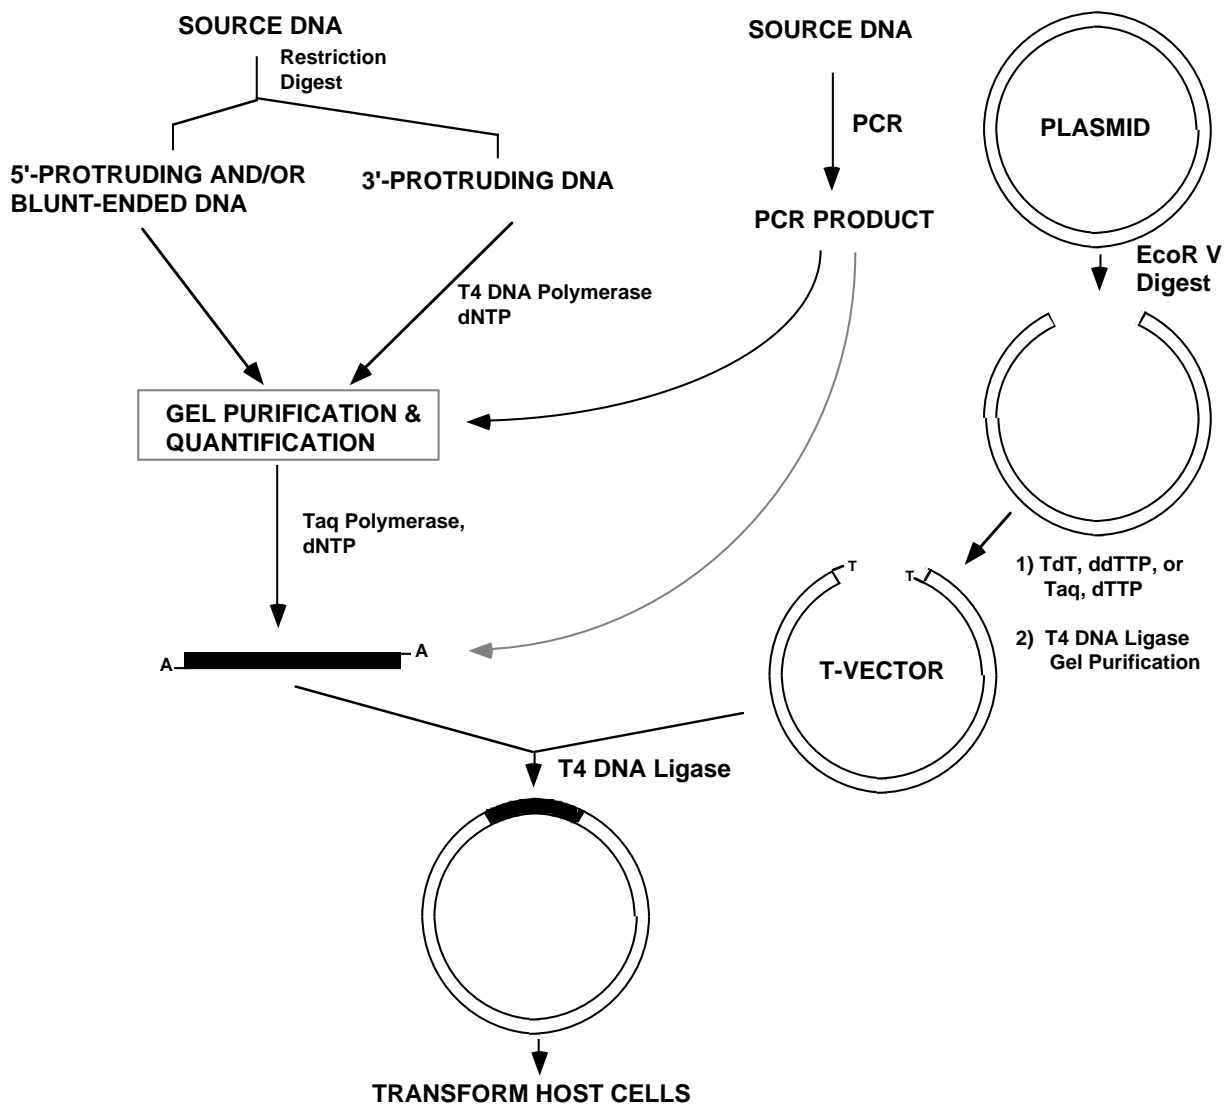 SOURCE DNA
Restriction
Digest
5'-PROTRUDING AND/OR
BLUNT-ENDED DNA
3'-PROTRUDING DNA
T4 DNA Polymerase
dNTP
GEL PURIFICATION &
QUANTIFICATION
Taq Polymerase,
dNTP
A
A
SOURCE DNA
PCR
PCR PRODUCT
PLASMID
EcoR V
Digest
1) TdT, ddTTP, or
Taq, dTTP
2) T4 DNA Ligase
Gel Purification
T
T
T-VECTOR
T4 DNA Ligase
TRANSFORM HOST CELLS